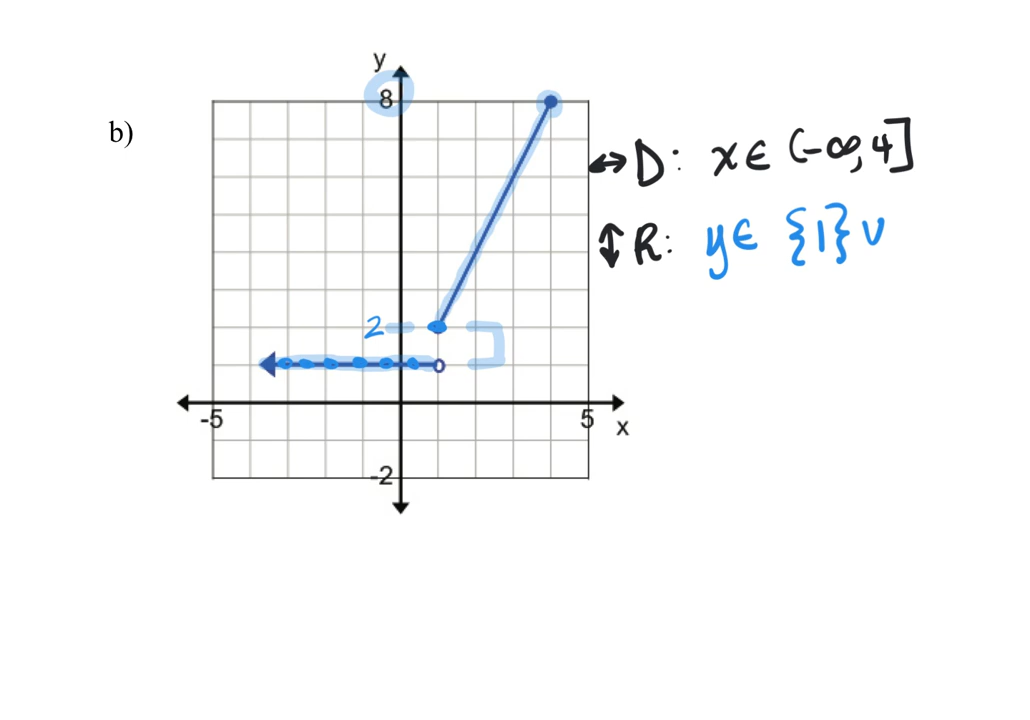 y
8
b)
↔ D: x ∈ (-∞, 4]
↕ R: y ∈ {1} ∪
2
-5
5
x
-2